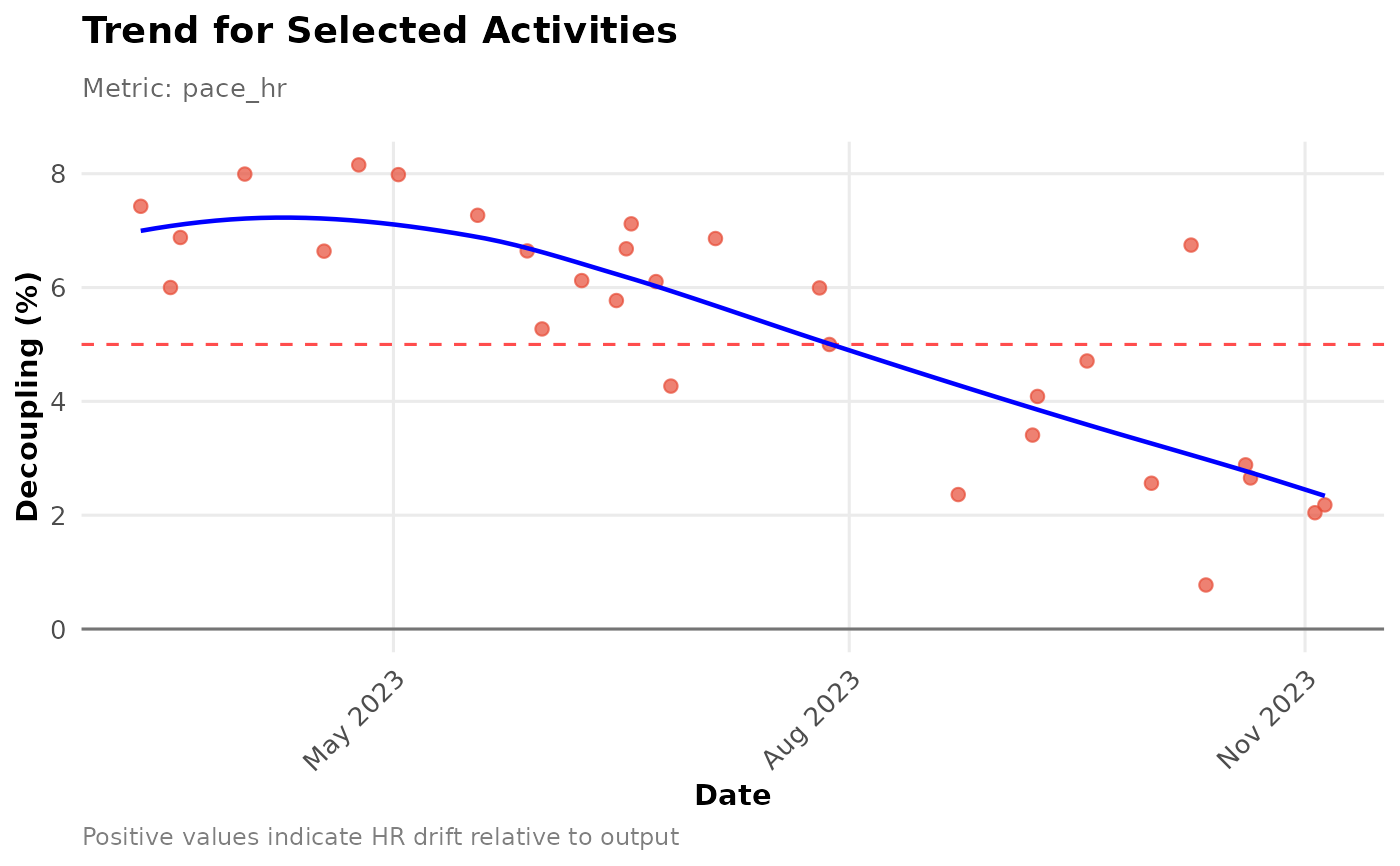 Trend for Selected Activities
Metric: pace_hr
Decoupling (%)
8
6
4
2
0
May 2023
Aug 2023
Nov 2023
Date
Positive values indicate HR drift relative to output